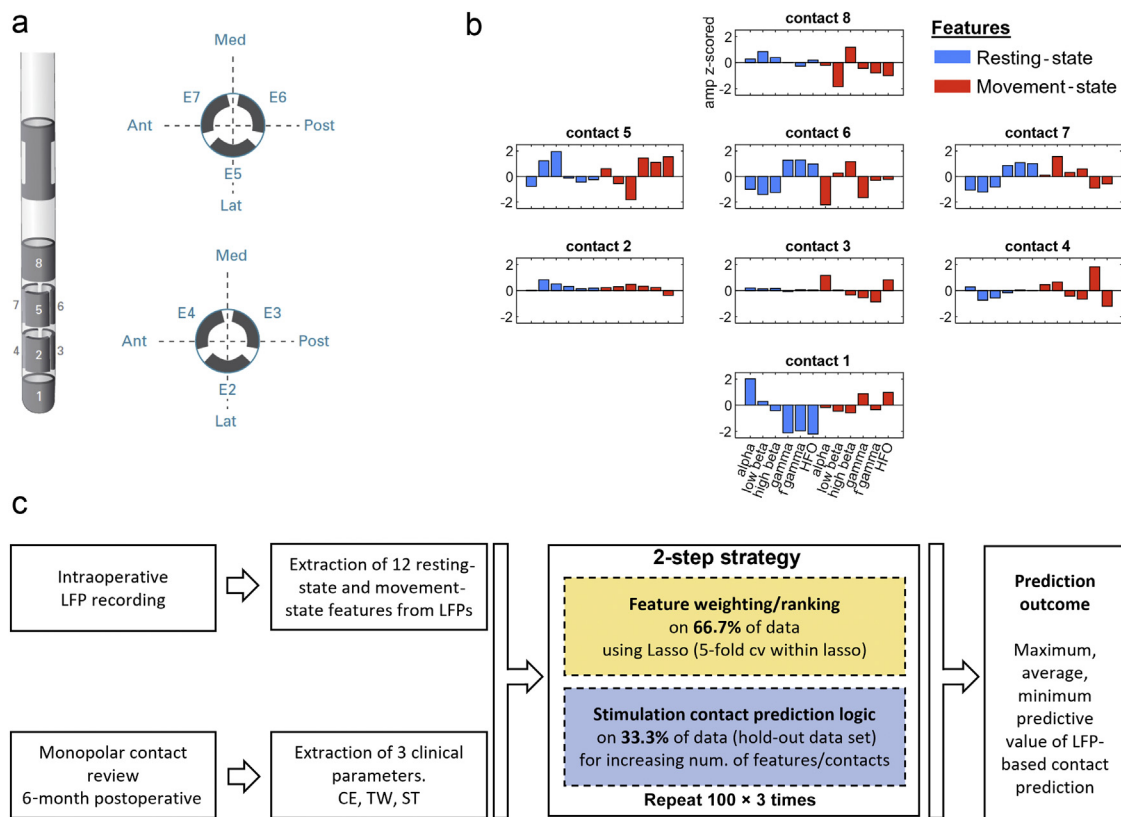 a
Med
E7
E6
Ant
Post
E5
Lat
8
7
5
6
4
2
3
1
Med
E4
E3
Ant
Post
E2
Lat
b
contact 8
Features
Resting-state
Movement-state
amp z-scored
2
0
-2
contact 5
2
0
-2
contact 6
2
0
-2
contact 7
2
0
-2
contact 2
2
0
-2
contact 3
2
0
-2
contact 4
2
0
-2
contact 1
2
0
-2
alpha
low beta
high beta
gamma
f gamma
HFO
alpha
low beta
high beta
gamma
f gamma
HFO
c
Intraoperative
LFP recording
Extraction of 12 resting-
state and movement-
state features from LFPs
Monopolar contact
review
6-month postoperative
Extraction of 3 clinical
parameters.
CE, TW, ST
2-step strategy
Feature weighting/ranking
on 66.7% of data
using Lasso (5-fold cv within lasso)
Stimulation contact prediction logic
on 33.3% of data (hold-out data set)
for increasing num. of features/contacts
Repeat 100 × 3 times
Prediction
outcome
Maximum,
average,
minimum
predictive
value of LFP-
based contact
prediction